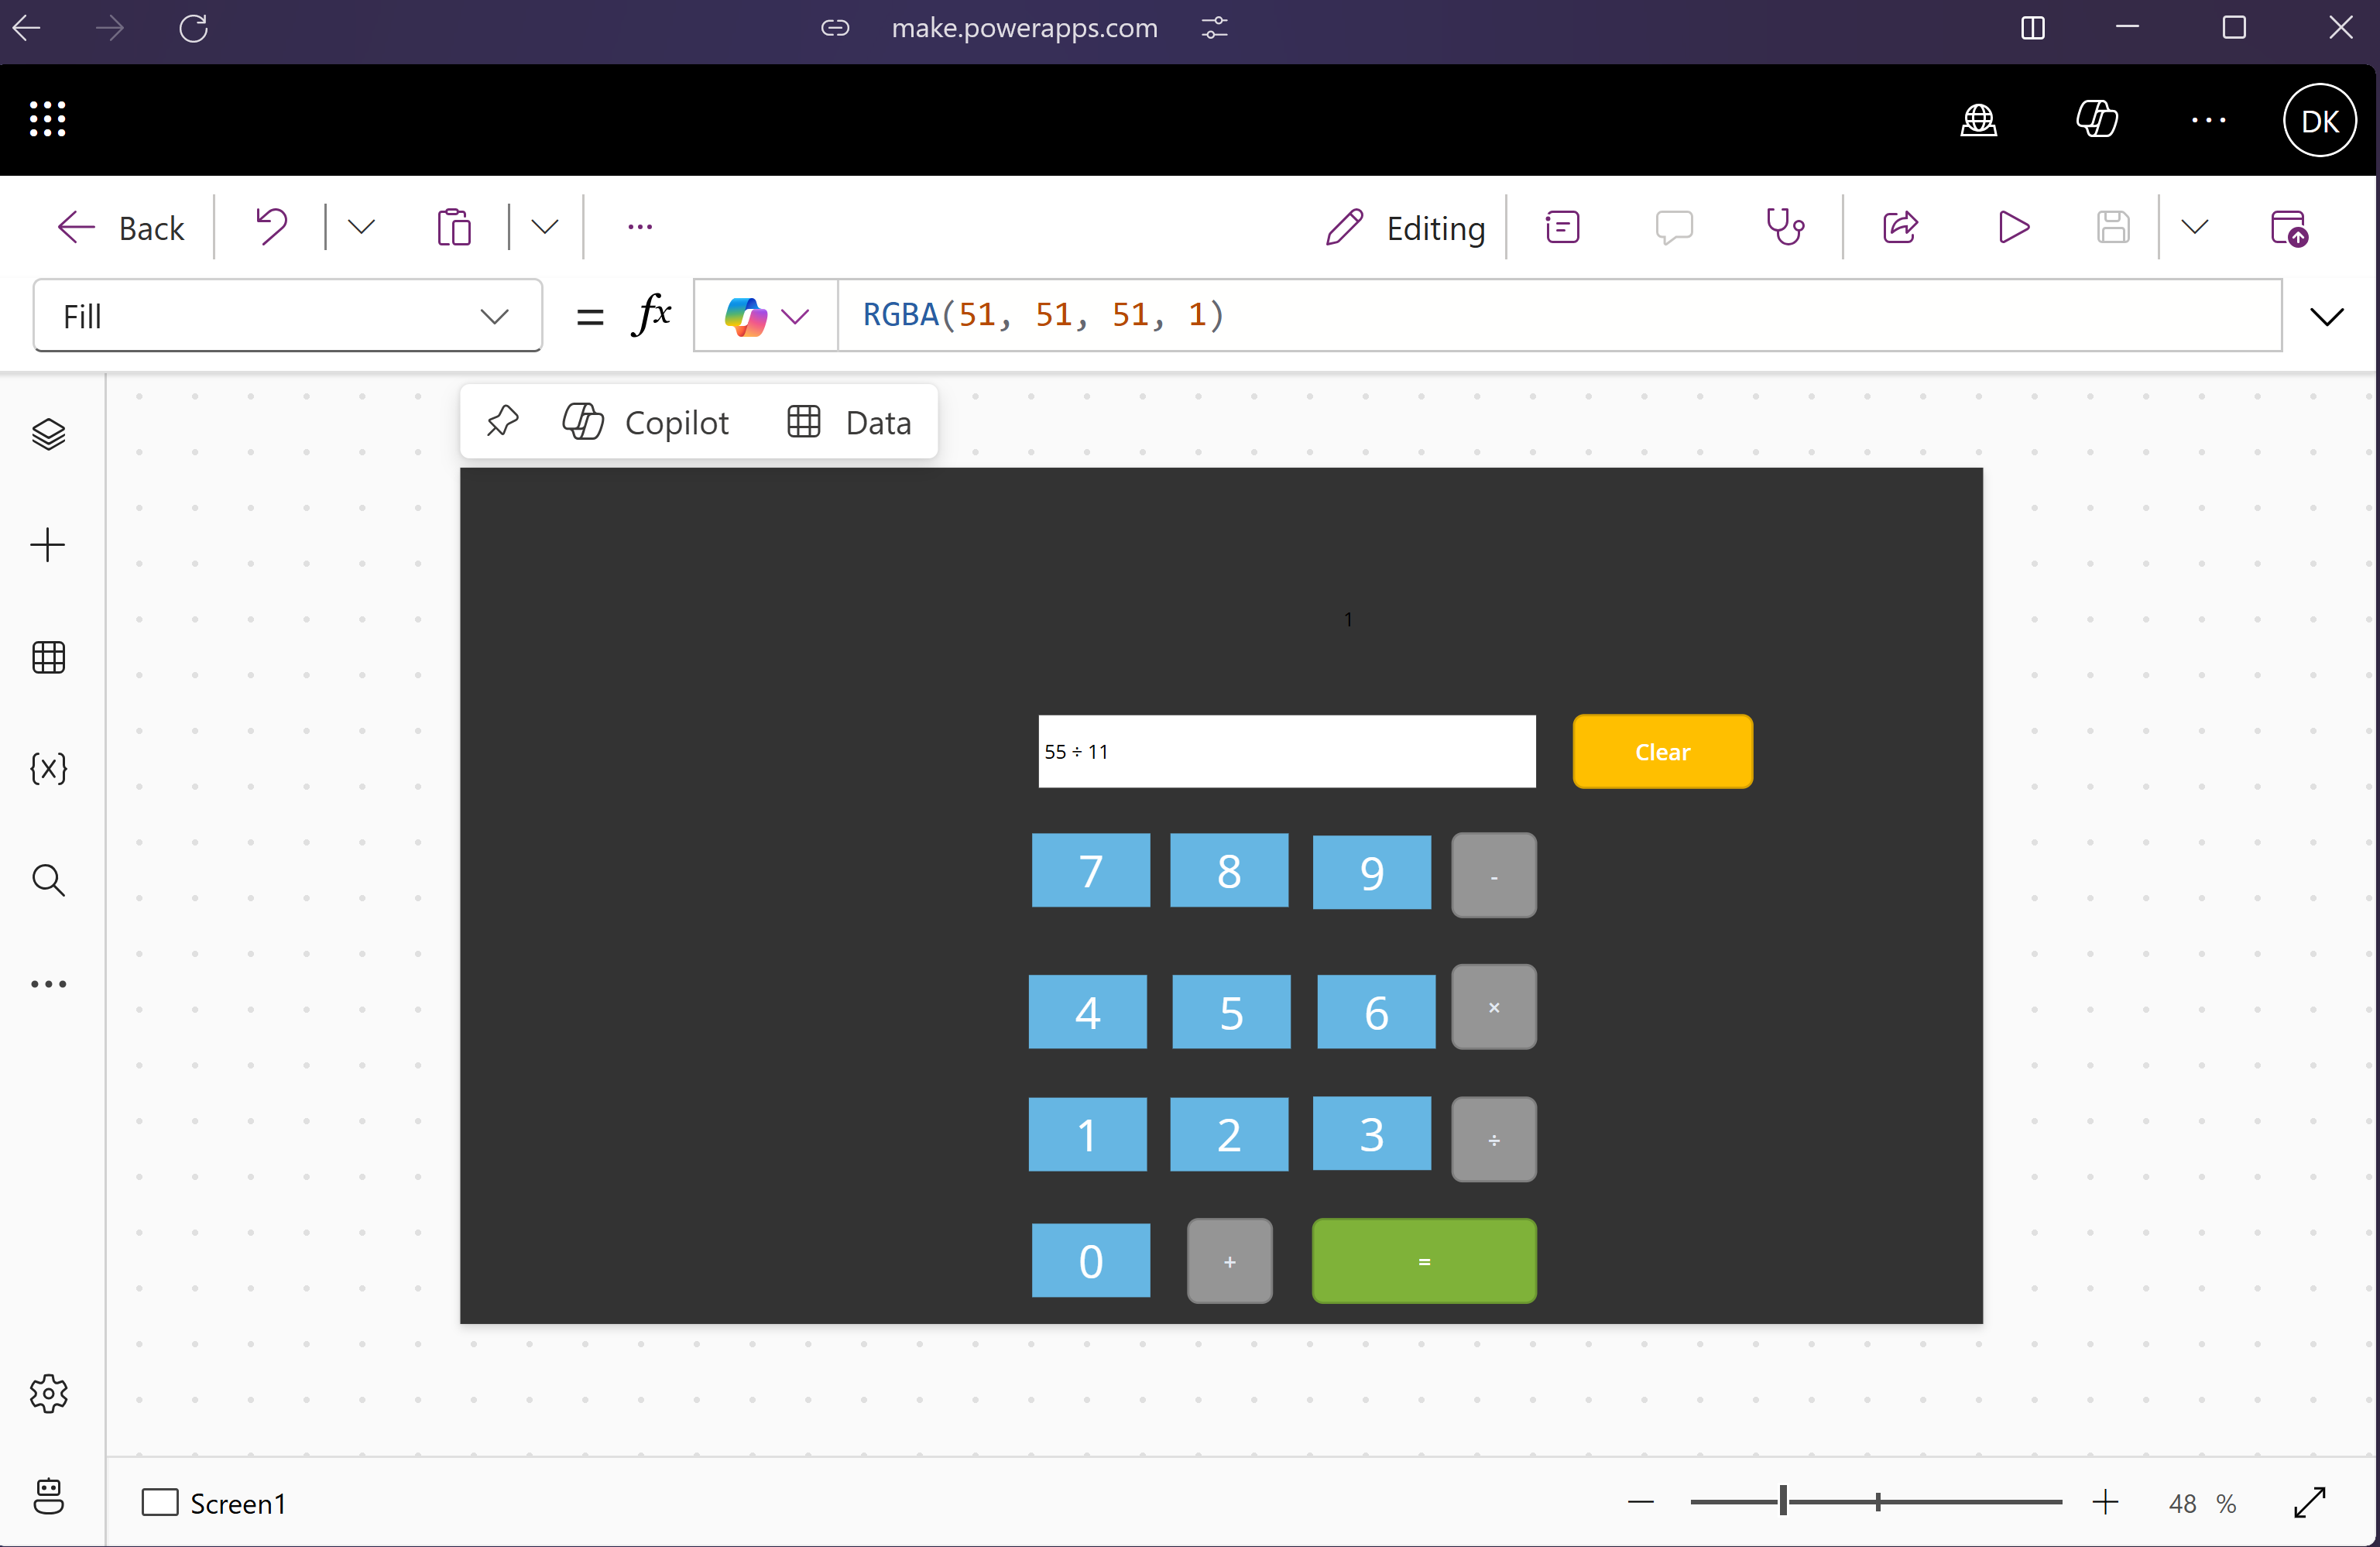 make.powerapps.com
DK
Back
Editing
Fill
= fx
RGBA(51, 51, 51, 1)
Copilot Data
1
55 ÷ 11
Clear
7 8 9 -
4 5 6 ×
1 2 3 ÷
0 + =
Screen1
48 %